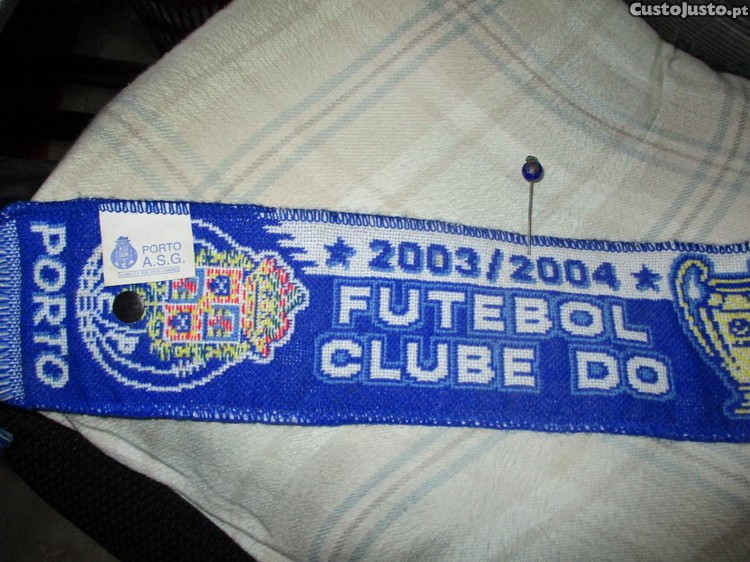 CustoJusto.pt
PORTO
PORTO
A.S.G.
2003/2004
FUTEBOL
CLUBE DO